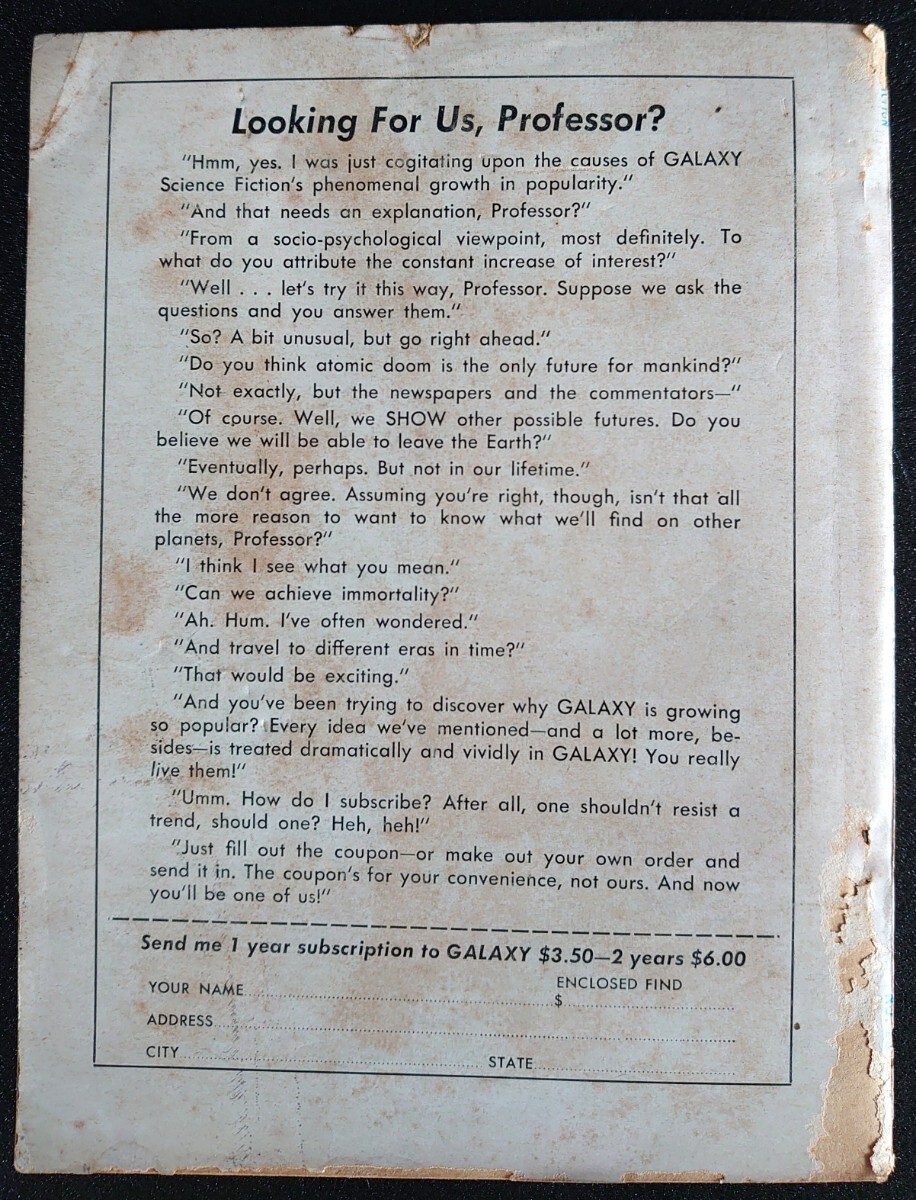 Looking For Us, Professor?
"Hmm, yes. I was just cogitating upon the causes of GALAXY
Science Fiction's phenomenal growth in popularity."
"And that needs an explanation, Professor?"
"From a socio-psychological viewpoint, most definitely. To
what do you attribute the constant increase of interest?"
"Well . . . let's try it this way, Professor. Suppose we ask the
questions and you answer them."
"So? A bit unusual, but go right ahead."
"Do you think atomic doom is the only future for mankind?"
"Not exactly, but the newspapers and the commentators—"
"Of course. Well, we SHOW other possible futures. Do you
believe we will be able to leave the Earth?"
"Eventually, perhaps. But not in our lifetime."
"We don't agree. Assuming you're right, though, isn't that all
the more reason to want to know what we'll find on other
planets, Professor?"
"I think I see what you mean."
"Can we achieve immortality?"
"Ah. Hum. I've often wondered."
"And travel to different eras in time?"
"That would be exciting."
"And you've been trying to discover why GALAXY is growing
so popular? Every idea we've mentioned—and a lot more, be-
sides—is treated dramatically and vividly in GALAXY! You really
live them!"
"Umm. How do I subscribe? After all, one shouldn't resist a
trend, should one? Heh, heh!"
"Just fill out the coupon—or make out your own order and
send it in. The coupon's for your convenience, not ours. And now
you'll be one of us!"
Send me 1 year subscription to GALAXY $3.50—2 years $6.00
YOUR NAME ENCLOSED FIND
$
ADDRESS
CITY STATE